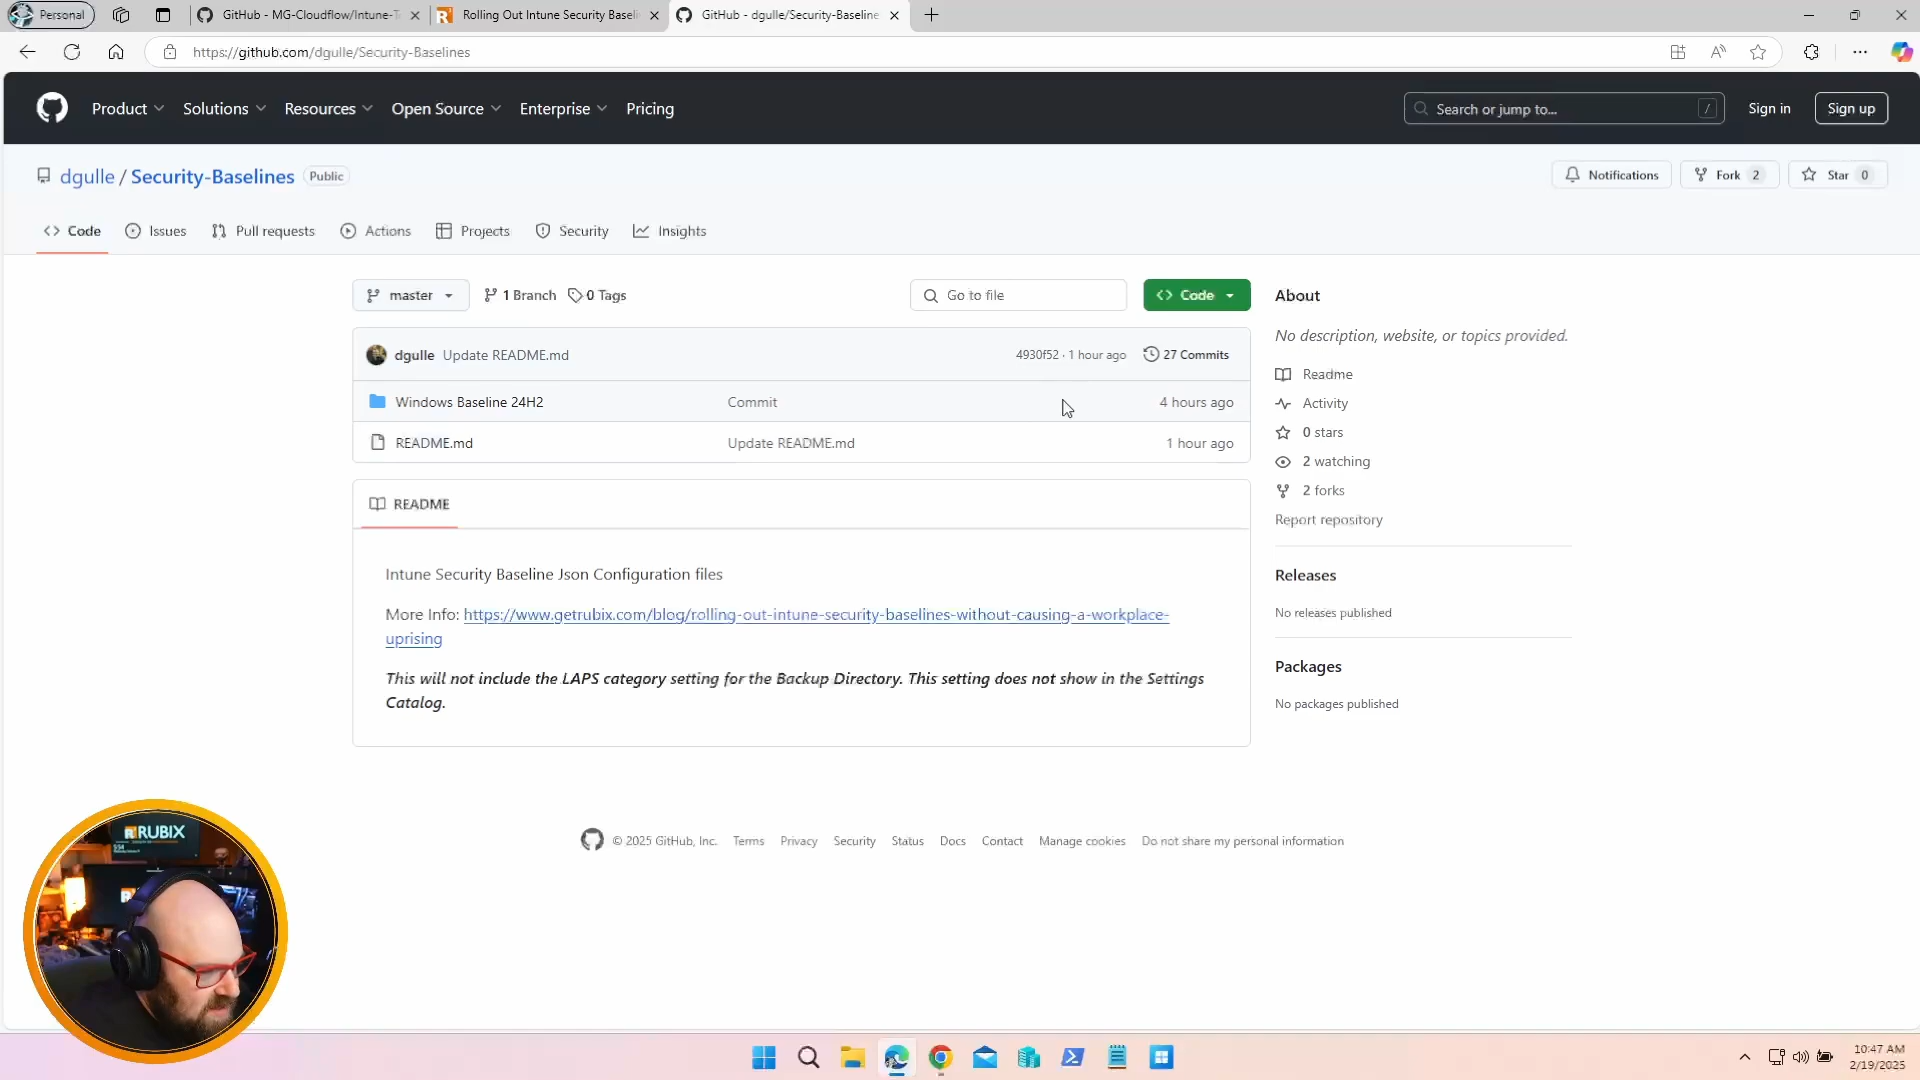 Personal
GitHub - MG-Cloudflow/Intune-T
Rolling Out Intune Security Baseli
GitHub - dgulle/Security-Baseline
https://github.com/dgulle/Security-Baselines
Product Solutions Resources Open Source Enterprise Pricing
Search or jump to... /
Sign in
Sign up
dgulle / Security-Baselines Public
Notifications
Fork 2
Star 0
Code Issues Pull requests Actions Projects Security Insights
master
1 Branch
0 Tags
Go to file
Code
dgulle Update README.md 4930f52 · 1 hour ago 27 Commits
Windows Baseline 24H2 Commit 4 hours ago
README.md Update README.md 1 hour ago
README
Intune Security Baseline Json Configuration files
More Info: https://www.getrubix.com/blog/rolling-out-intune-security-baselines-without-causing-a-workplace-
uprising
This will not include the LAPS category setting for the Backup Directory. This setting does not show in the Settings
Catalog.
About
No description, website, or topics provided.
Readme
Activity
0 stars
2 watching
2 forks
Report repository
Releases
No releases published
Packages
No packages published
© 2025 GitHub, Inc. Terms Privacy Security Status Docs Contact Manage cookies Do not share my personal information
RUBIX
10:47 AM
2/19/2025